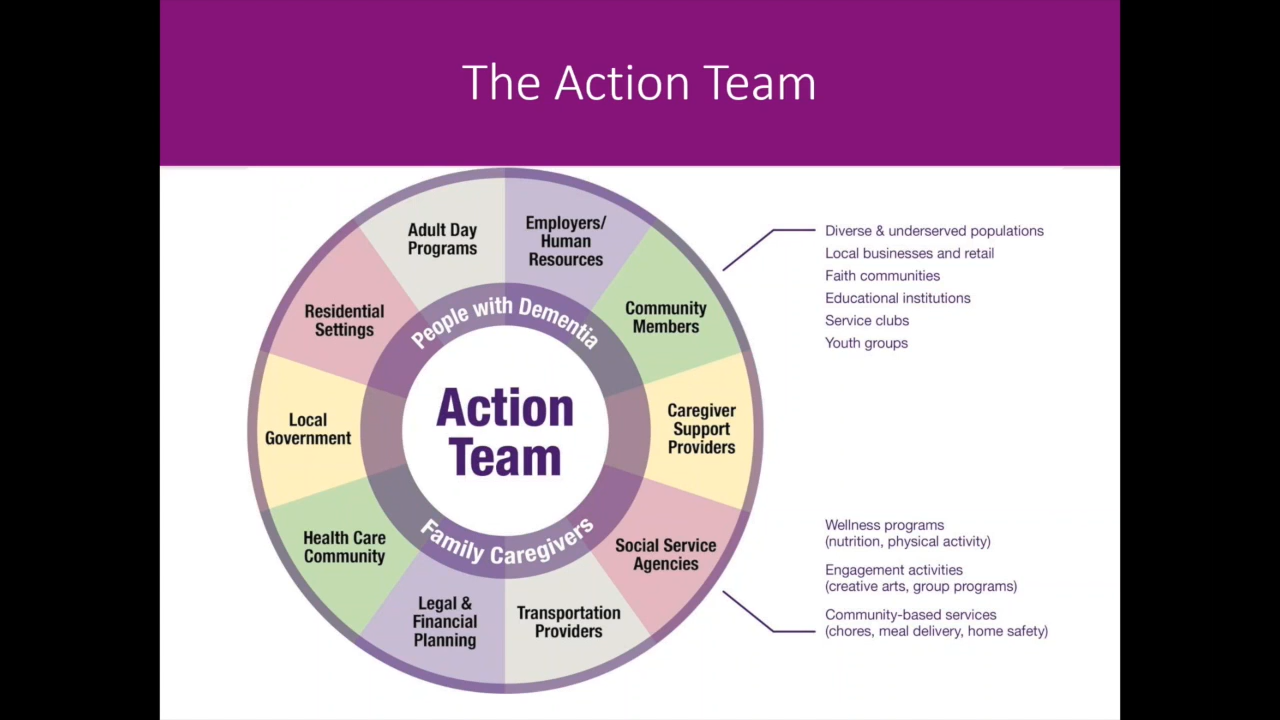 The Action Team
Adult Day
Programs
Employers/
Human
Resources
Community
Members
Caregiver
Support
Providers
Social Service
Agencies
Transportation
Providers
Legal &
Financial
Planning
Health Care
Community
Local
Government
Residential
Settings
People with Dementia
Action
Team
Family Caregivers
Diverse & underserved populations
Local businesses and retail
Faith communities
Educational institutions
Service clubs
Youth groups
Wellness programs
(nutrition, physical activity)
Engagement activities
(creative arts, group programs)
Community-based services
(chores, meal delivery, home safety)